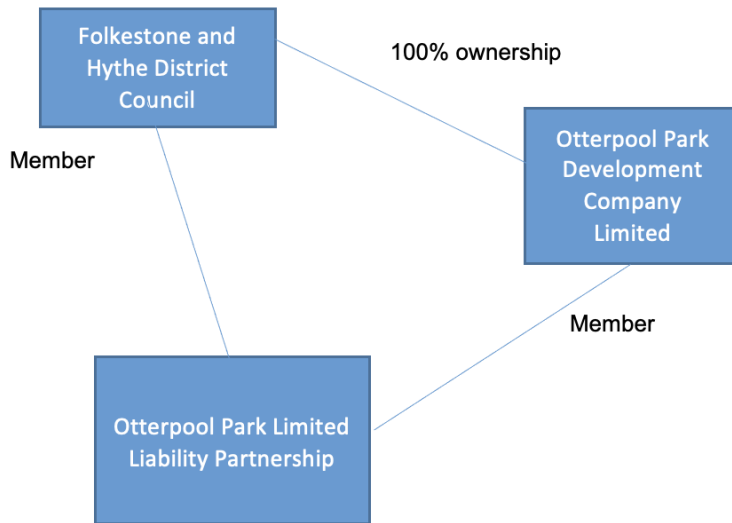 Folkestone and
Hythe District
Council
100% ownership
Otterpool Park
Development
Company
Limited
Member
Member
Otterpool Park Limited
Liability Partnership